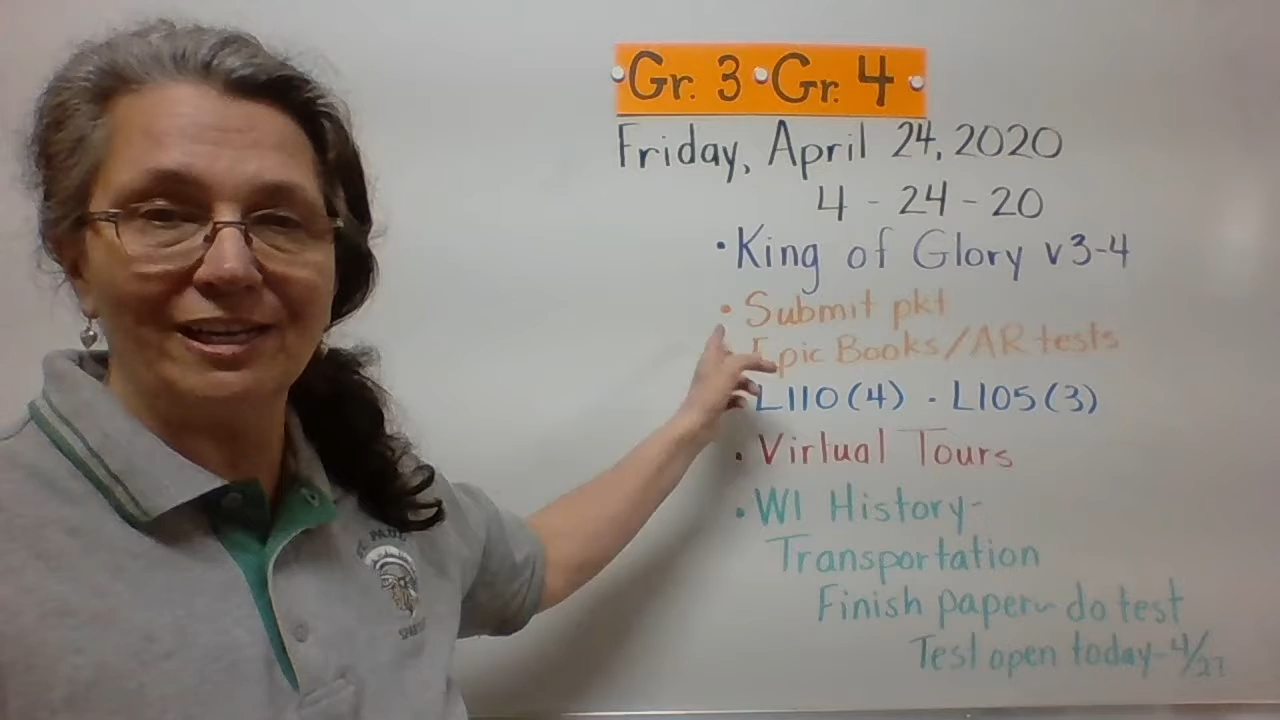 Gr. 3 • Gr. 4
Friday, April 24, 2020
4 - 24 - 20
• King of Glory v3-4
• Submit pkt
Epic Books/AR tests
L110(4) - L105(3)
• Virtual Tours
• WI History-
Transportation
Finish paper~do test
Test open today-4/27
ST. PAUL